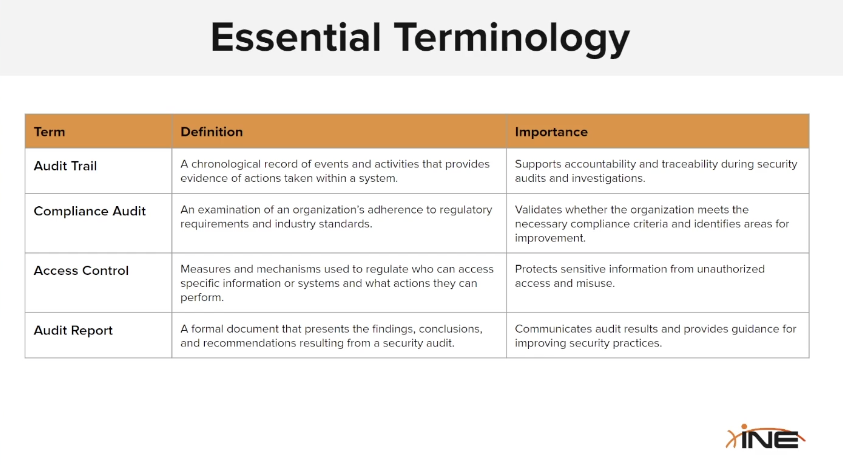 Essential Terminology
Term
Definition
Importance
Audit Trail
A chronological record of events and activities that provides
evidence of actions taken within a system.
Supports accountability and traceability during security
audits and investigations.
Compliance Audit
An examination of an organization's adherence to regulatory
requirements and industry standards.
Validates whether the organization meets the
necessary compliance criteria and identifies areas for
improvement.
Access Control
Measures and mechanisms used to regulate who can access
specific information or systems and what actions they can
perform.
Protects sensitive information from unauthorized
access and misuse.
Audit Report
A formal document that presents the findings, conclusions,
and recommendations resulting from a security audit.
Communicates audit results and provides guidance for
improving security practices.
INE